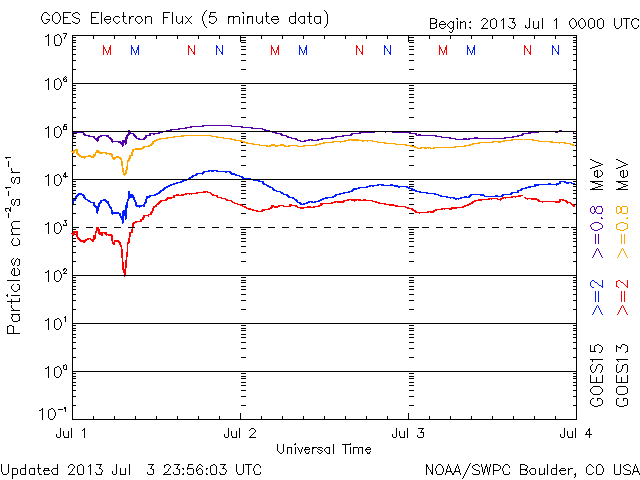 GOES Electron Flux (5 minute data)
Begin: 2013 Jul 1 0000 UTC
M M N N M M N N M M N N
10⁷
10⁶
10⁵
10⁴
10³
10²
10¹
10⁰
10⁻¹
Particles cm⁻²s⁻¹sr⁻¹
Jul 1 Jul 2 Jul 3 Jul 4
Universal Time
GOES15 >=2 >=0.8 MeV
GOES13 >=2 >=0.8 MeV
Updated 2013 Jul 3 23:56:03 UTC
NOAA/SWPC Boulder, CO USA